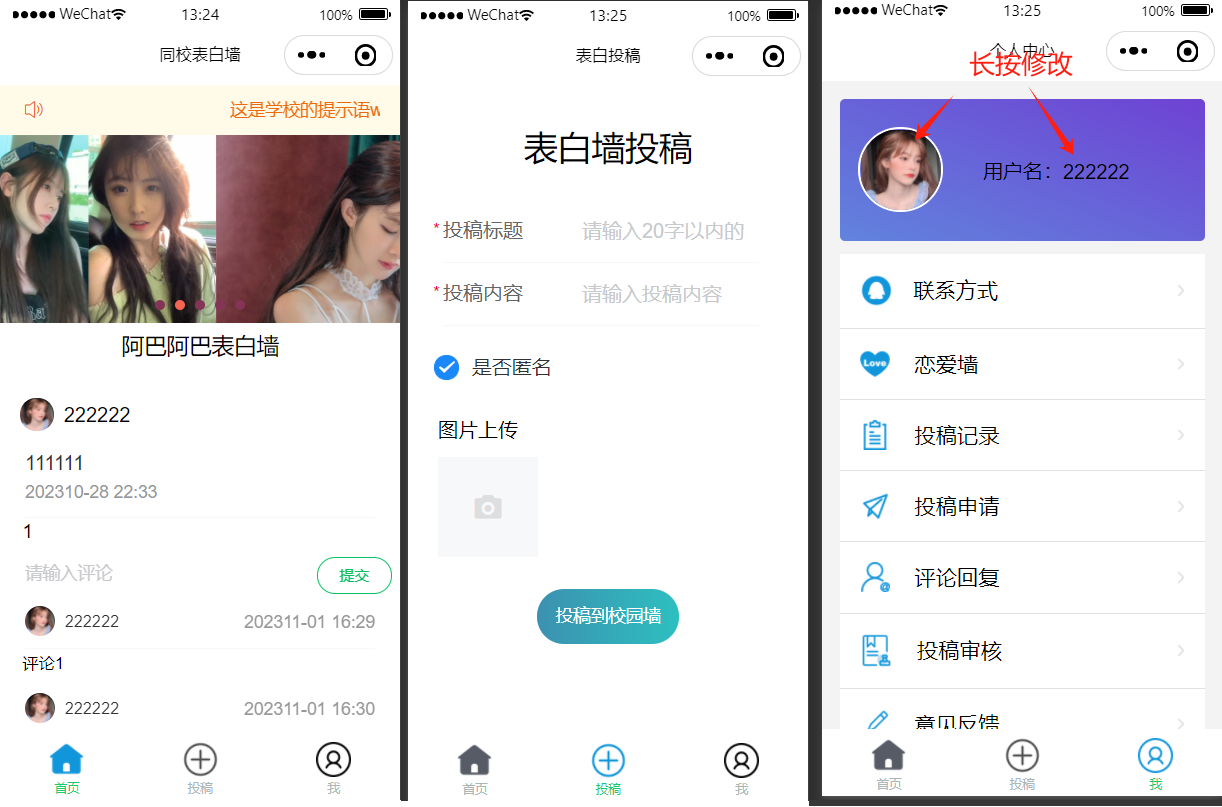 ●●●●● WeChat 13:24 100%
同校表白墙
这是学校的提示语w
阿巴阿巴表白墙
222222
111111
202310-28 22:33
1
请输入评论 提交
222222 202311-01 16:29
评论1
222222 202311-01 16:30
首页 投稿 我
●●●●● WeChat 13:25 100%
表白投稿
表白墙投稿
*投稿标题 请输入20字以内的
*投稿内容 请输入投稿内容
是否匿名
图片上传
投稿到校园墙
首页 投稿 我
●●●●● WeChat 13:25 100%
个人中心
长按修改
用户名：222222
联系方式
Love 恋爱墙
投稿记录
投稿申请
评论回复
投稿审核
意见反馈
首页 投稿 我